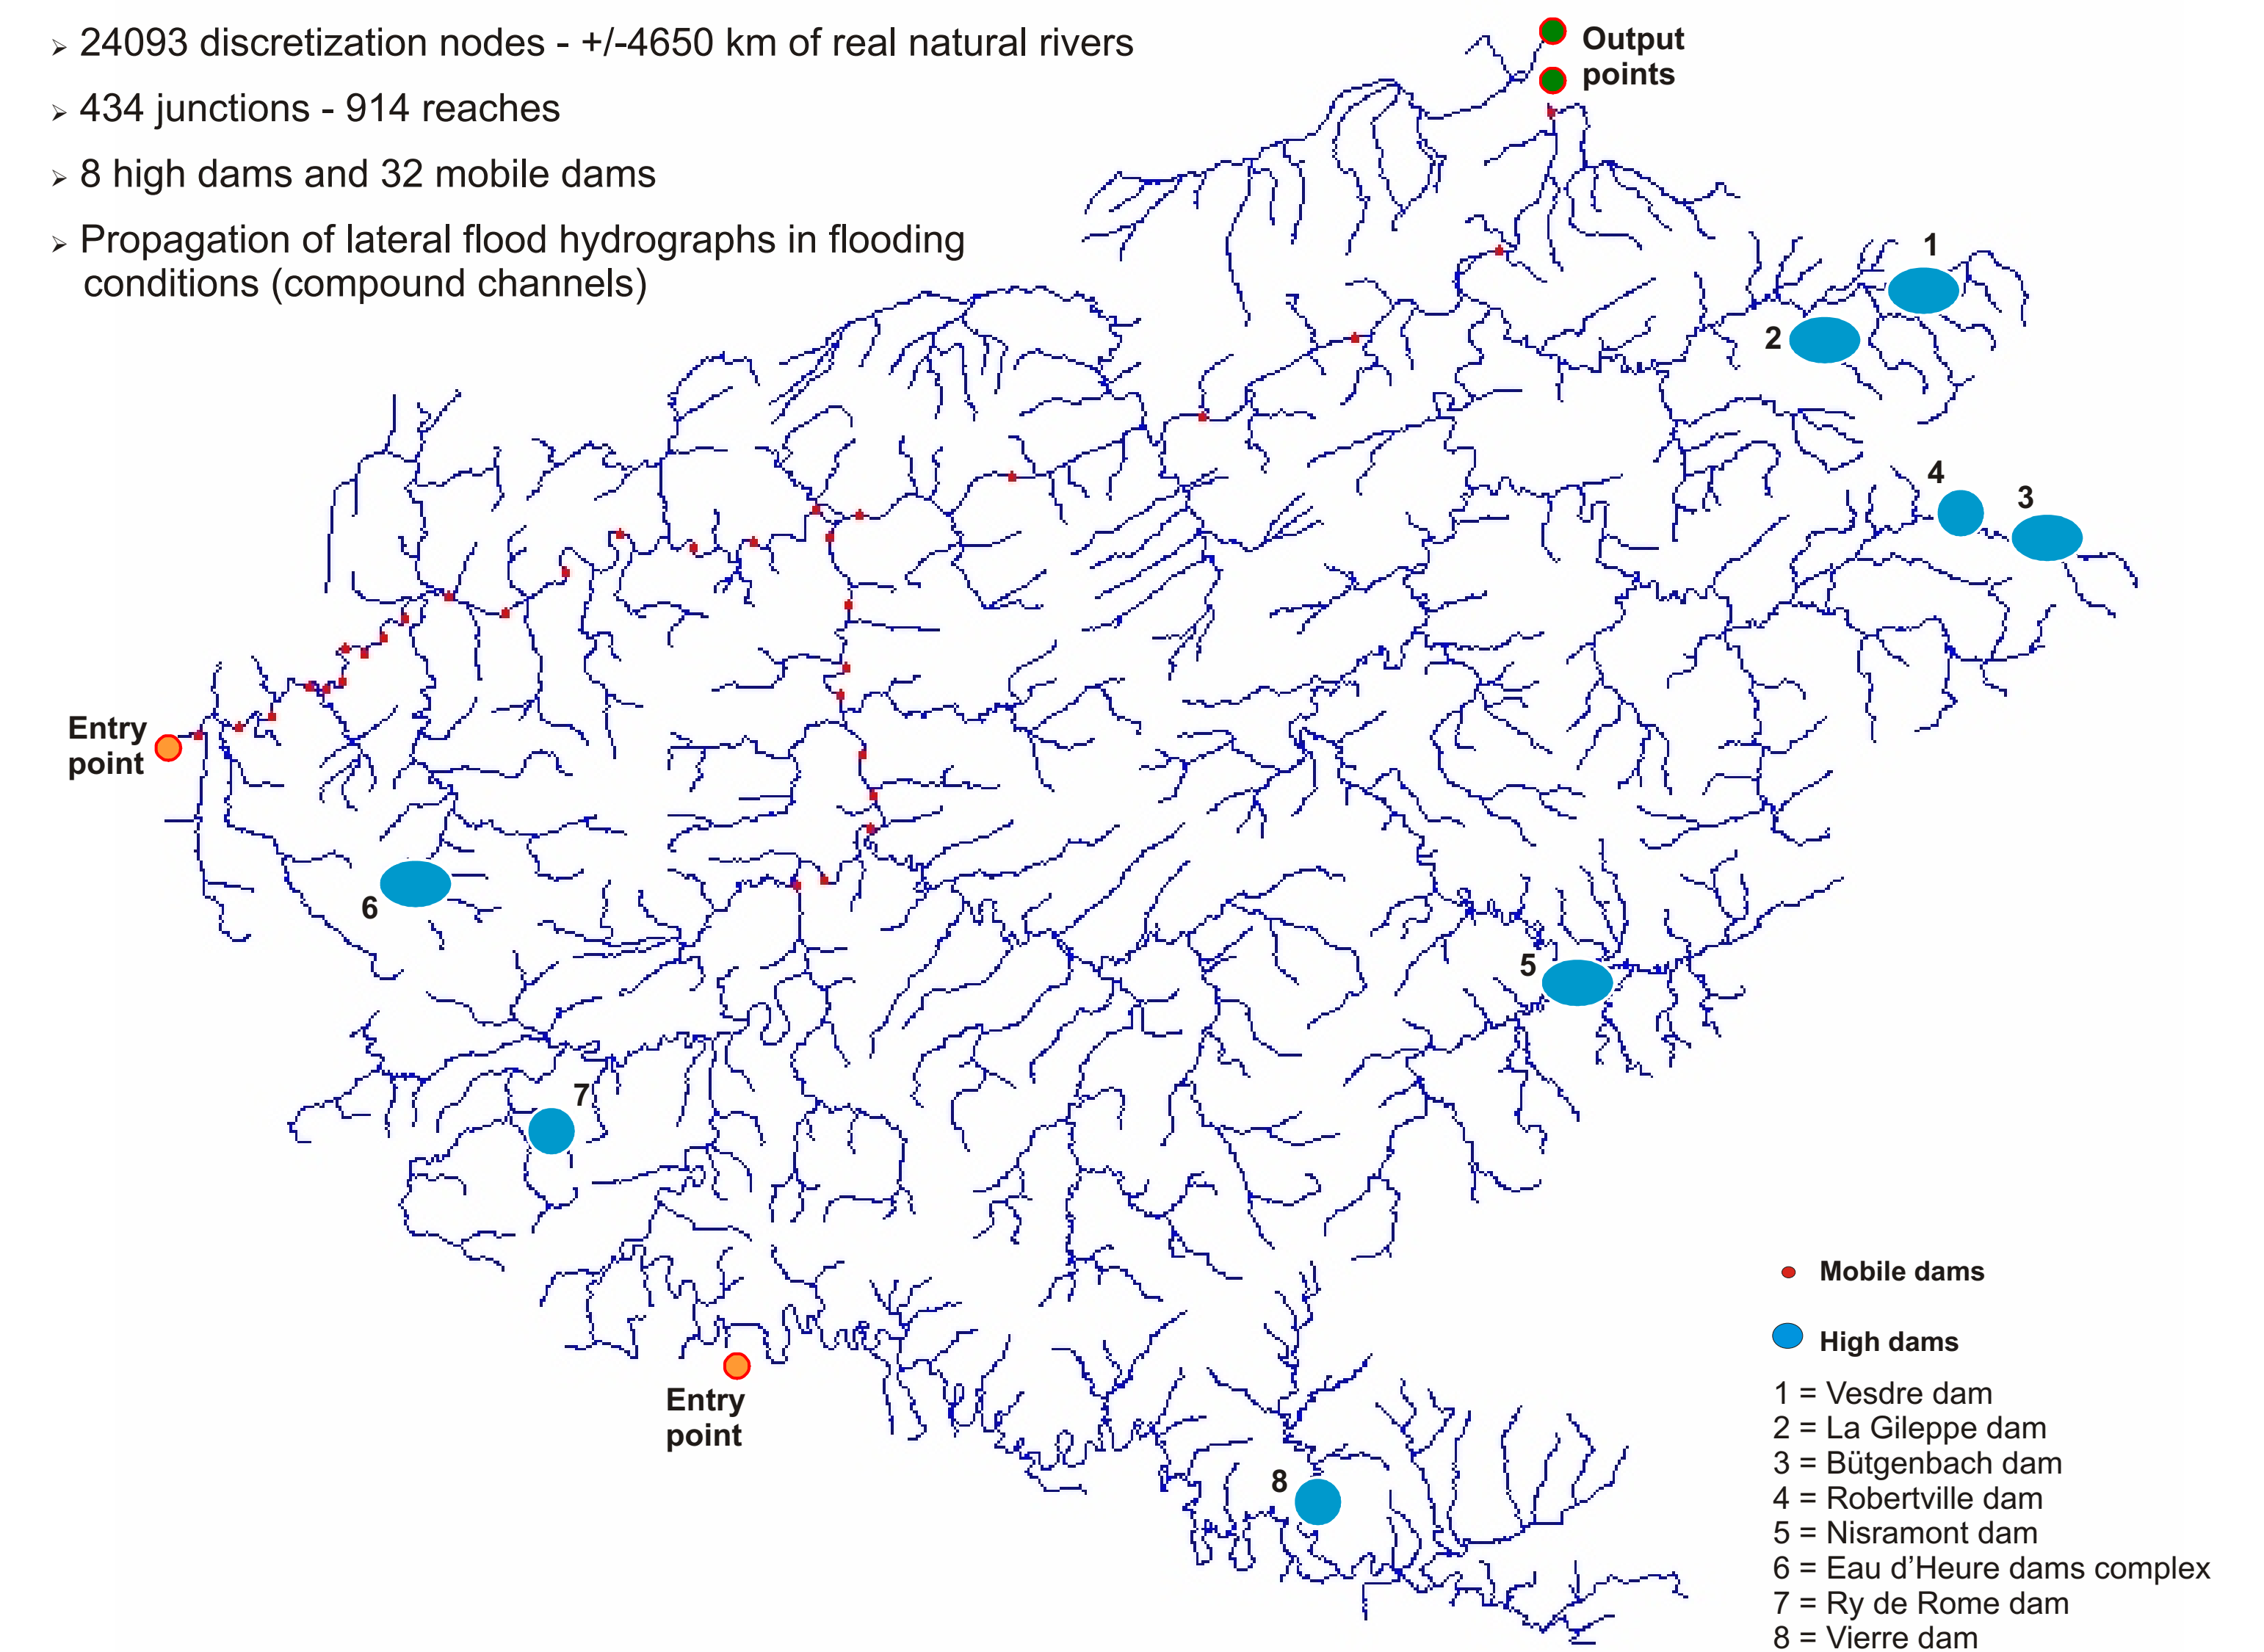 ➢ 24093 discretization nodes - +/-4650 km of real natural rivers
➢ 434 junctions - 914 reaches
➢ 8 high dams and 32 mobile dams
➢ Propagation of lateral flood hydrographs in flooding
conditions (compound channels)
Output
points
1
2
4
3
Entry
point
6
5
7
Entry
point
8
Mobile dams
High dams
1 = Vesdre dam
2 = La Gileppe dam
3 = Bütgenbach dam
4 = Robertville dam
5 = Nisramont dam
6 = Eau d’Heure dams complex
7 = Ry de Rome dam
8 = Vierre dam